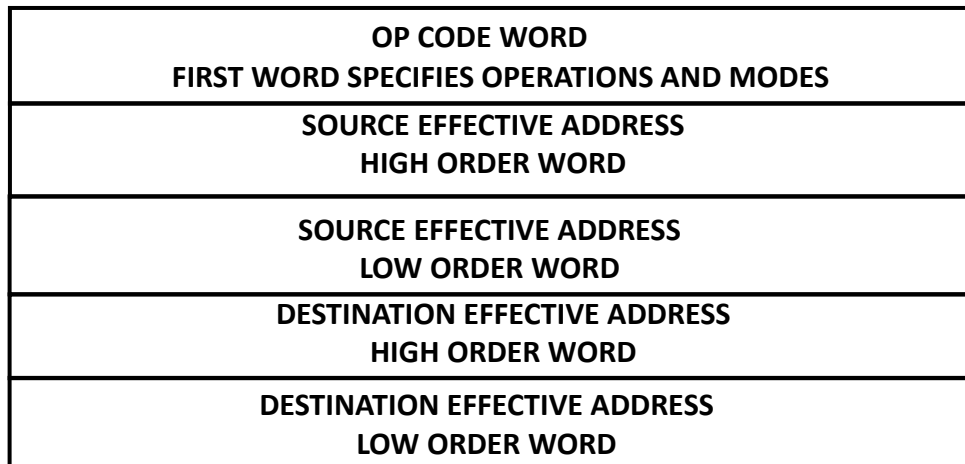 OP CODE WORD
FIRST WORD SPECIFIES OPERATIONS AND MODES
SOURCE EFFECTIVE ADDRESS
HIGH ORDER WORD
SOURCE EFFECTIVE ADDRESS
LOW ORDER WORD
DESTINATION EFFECTIVE ADDRESS
HIGH ORDER WORD
DESTINATION EFFECTIVE ADDRESS
LOW ORDER WORD